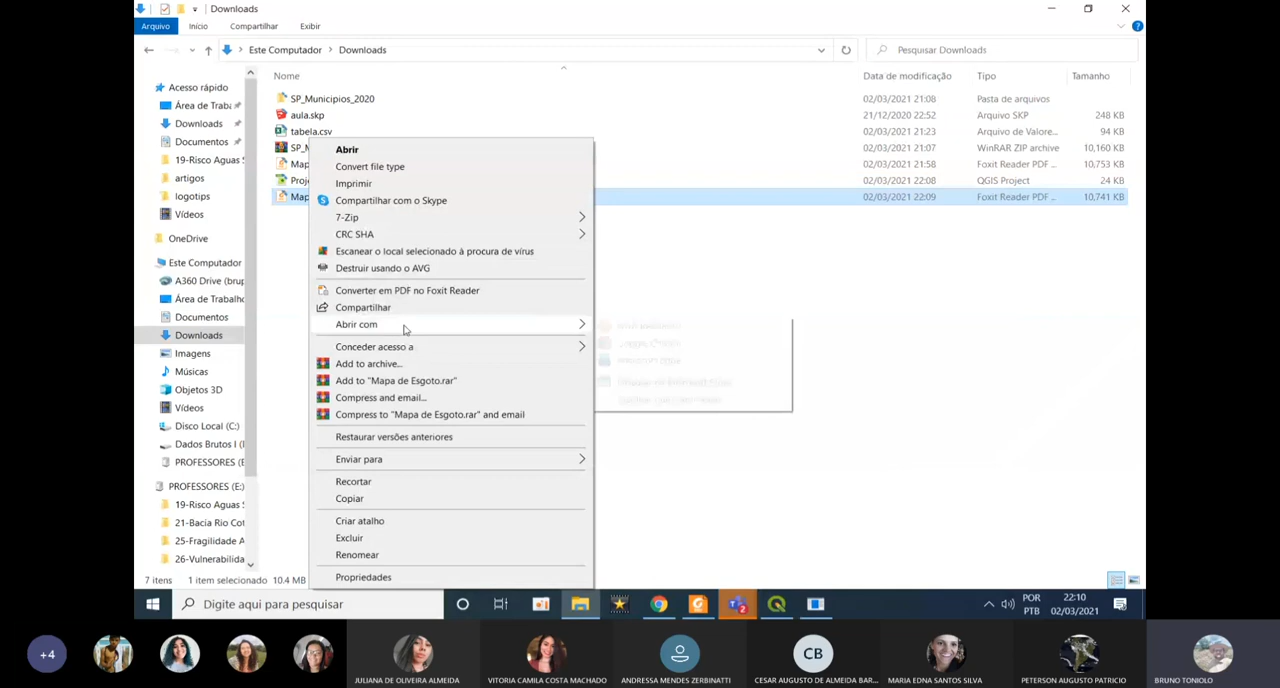 Downloads
Arquivo Início Compartilhar Exibir
Este Computador > Downloads
Pesquisar Downloads
Nome Data de modificação Tipo Tamanho
SP_Municipios_2020 02/03/2021 21:08 Pasta de arquivos
aula.skp 21/12/2020 22:52 Arquivo SKP 248 KB
tabela.csv 02/03/2021 21:23 Arquivo de Valore... 94 KB
SP_M 02/03/2021 21:07 WinRAR ZIP archive 10,160 KB
Map 02/03/2021 21:58 Foxit Reader PDF ... 10,753 KB
Proj 02/03/2021 22:08 QGIS Project 24 KB
Map 02/03/2021 22:09 Foxit Reader PDF ... 10,741 KB
Acesso rápido
Área de Traba
Downloads
Documentos
19-Risco Aguas S
artigos
logotips
Vídeos
OneDrive
Este Computador
A360 Drive (brup
Área de Trabalho
Documentos
Downloads
Imagens
Músicas
Objetos 3D
Vídeos
Disco Local (C:)
Dados Brutos I (
PROFESSORES (E
PROFESSORES (E:)
19-Risco Aguas S
21-Bacia Rio Cot
25-Fragilidade A
26-Vulnerabilida
Abrir
Convert file type
Imprimir
Compartilhar com o Skype
7-Zip
CRC SHA
Escanear o local selecionado à procura de vírus
Destruir usando o AVG
Converter em PDF no Foxit Reader
Compartilhar
Abrir com
Conceder acesso a
Add to archive...
Add to "Mapa de Esgoto.rar"
Compress and email...
Compress to "Mapa de Esgoto.rar" and email
Restaurar versões anteriores
Enviar para
Recortar
Copiar
Criar atalho
Excluir
Renomear
Propriedades
7 itens 1 item selecionado 10.4 MB
Digite aqui para pesquisar
POR
PTB
22:10
02/03/2021
+4
CB
JULIANA DE OLIVEIRA ALMEIDA
VITORIA CAMILA COSTA MACHADO
ANDRESSA MENDES ZERBINATTI
CESAR AUGUSTO DE ALMEIDA BAR...
MARIA EDNA SANTOS SILVA
PETERSON AUGUSTO PATRICIO
BRUNO TONIOLO